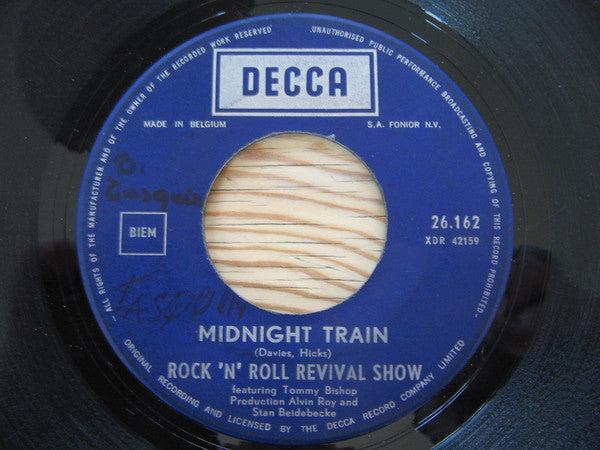 ALL RIGHTS OF THE MANUFACTURER AND OF THE OWNER OF THE RECORDED WORK RESERVED
UNAUTHORISED PUBLIC PERFORMANCE BROADCASTING AND COPYING OF THIS RECORD PROHIBITED
DECCA
MADE IN BELGIUM
S.A. FONIOR N.V.
BIEM
26.162
XDR 42159
MIDNIGHT TRAIN
(Davies, Hicks)
ROCK 'N' ROLL REVIVAL SHOW
featuring Tommy Bishop
Production Alvin Roy and
Stan Beidebecke
ORIGINAL RECORDING AND LICENSED BY THE DECCA RECORD COMPANY LIMITED